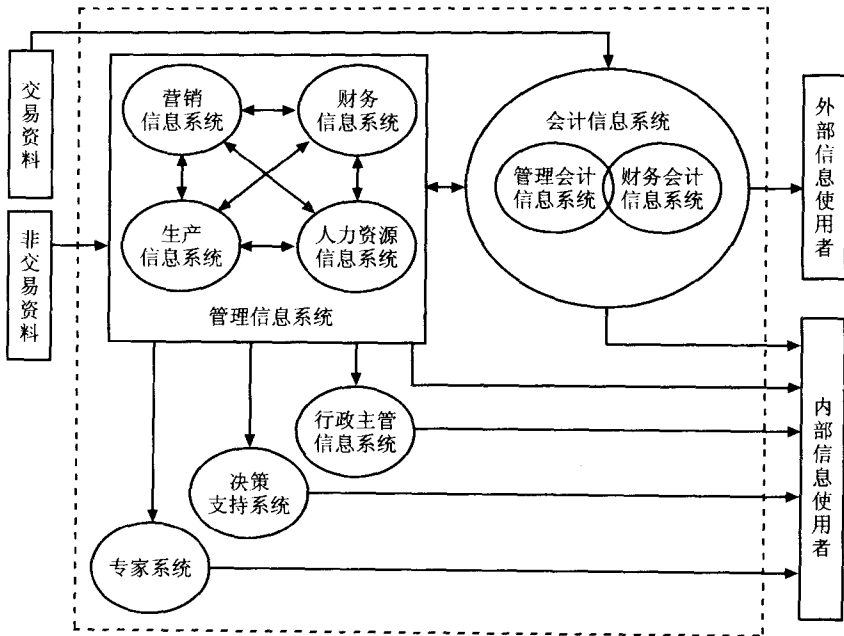 交易资料
非交易资料
营销
信息系统
财务
信息系统
生产
信息系统
人力资源
信息系统
管理信息系统
会计信息系统
管理会计
信息系统
财务会计
信息系统
行政主管
信息系统
决策
支持系统
专家系统
外部信息使用者
内部信息使用者